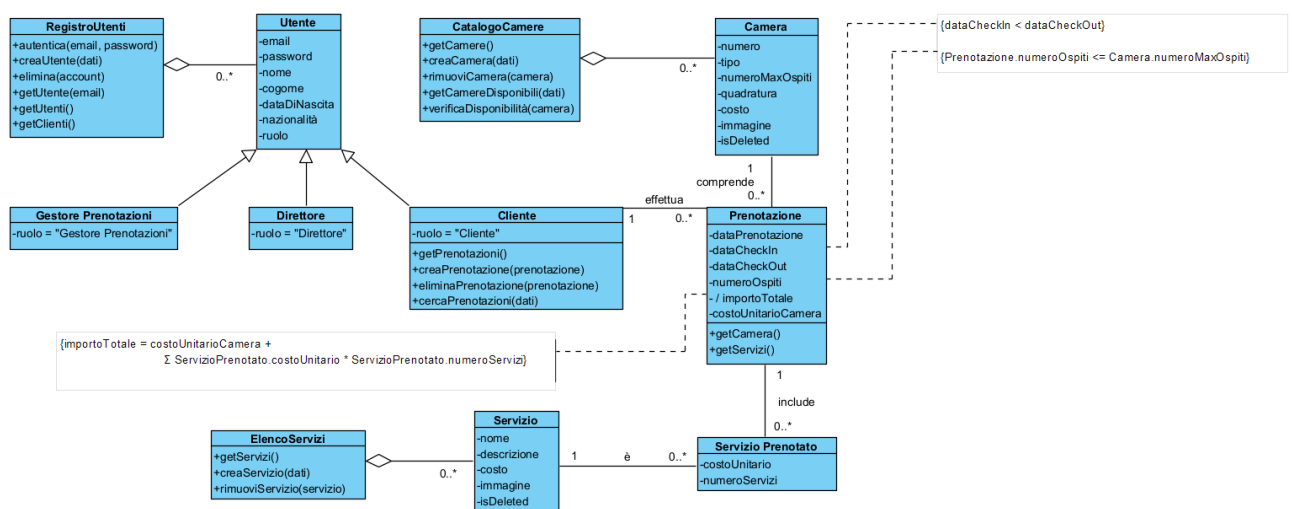 RegistroUtenti
+autentica(email, password)
+creaUtente(dati)
+elimina(account)
+getUtente(email)
+getUtenti()
+getClienti()
0..*
Utente
-email
-password
-nome
-cogome
-dataDiNascita
-nazionalità
-ruolo
CatalogoCamere
+getCamere()
+creaCamera(dati)
+rimuoviCamera(camera)
+getCamereDisponibili(dati)
+verificaDisponibilità(camera)
0..*
Camera
-numero
-tipo
-numeroMaxOspiti
-quadratura
-costo
-immagine
-isDeleted
{dataCheckIn < dataCheckOut}
{Prenotazione.numeroOspiti <= Camera.numeroMaxOspiti}
1
comprende
0..*
Gestore Prenotazioni
-ruolo = "Gestore Prenotazioni"
Direttore
-ruolo = "Direttore"
Cliente
-ruolo = "Cliente"
+getPrenotazioni()
+creaPrenotazione(prenotazione)
+eliminaPrenotazione(prenotazione)
+cercaPrenotazioni(dati)
effettua
1
0..*
Prenotazione
-dataPrenotazione
-dataCheckIn
-dataCheckOut
-numeroOspiti
- / importoTotale
-costoUnitarioCamera
+getCamera()
+getServizi()
{importoTotale = costoUnitarioCamera +
Σ ServizioPrenotato.costoUnitario * ServizioPrenotato.numeroServizi}
1
include
0..*
ElencoServizi
+getServizi()
+creaServizio(dati)
+rimuoviServizio(servizio)
0..*
Servizio
-nome
-descrizione
-costo
-immagine
-isDeleted
1
è
0..*
Servizio Prenotato
-costoUnitario
-numeroServizi